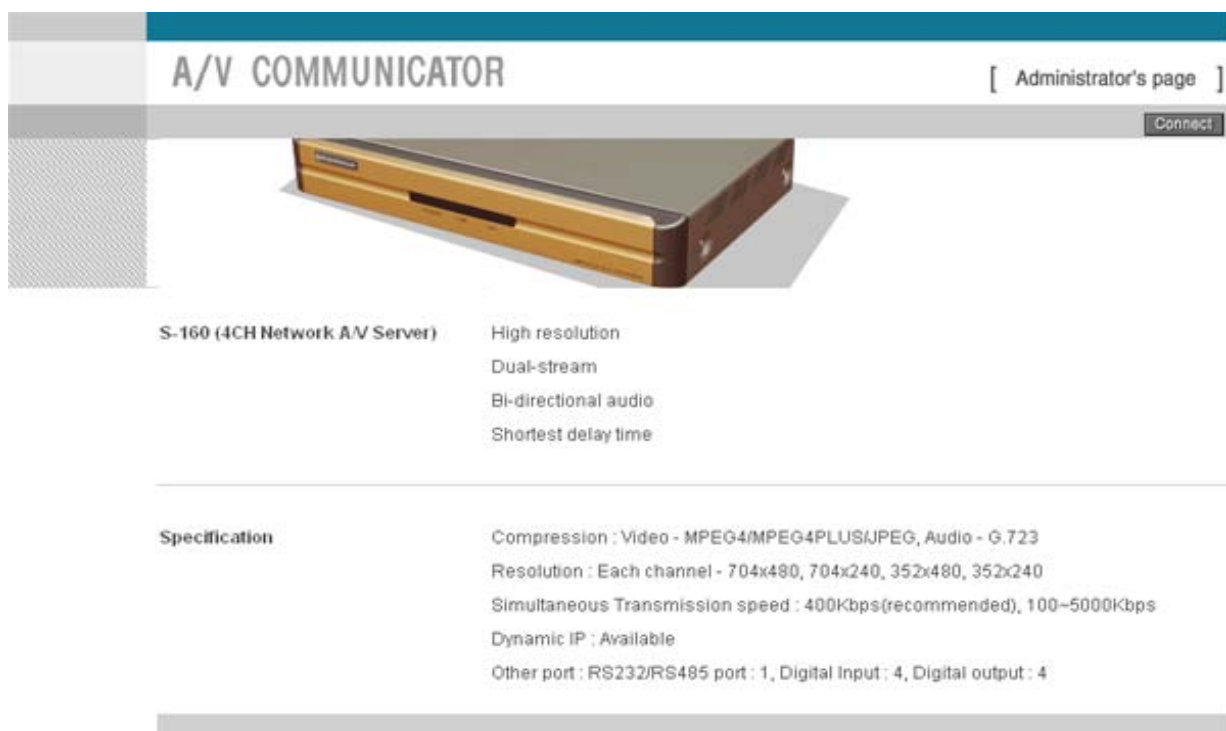 A/V COMMUNICATOR
[ Administrator's page ]
Connect
S-160 (4CH Network A/V Server)
High resolution
Dual-stream
Bi-directional audio
Shortest delay time
Specification
Compression : Video - MPEG4/MPEG4PLUS/JPEG, Audio - G.723
Resolution : Each channel - 704x480, 704x240, 352x480, 352x240
Simultaneous Transmission speed : 400Kbps(recommended), 100~5000Kbps
Dynamic IP : Available
Other port : RS232/RS485 port : 1, Digital Input : 4, Digital output : 4